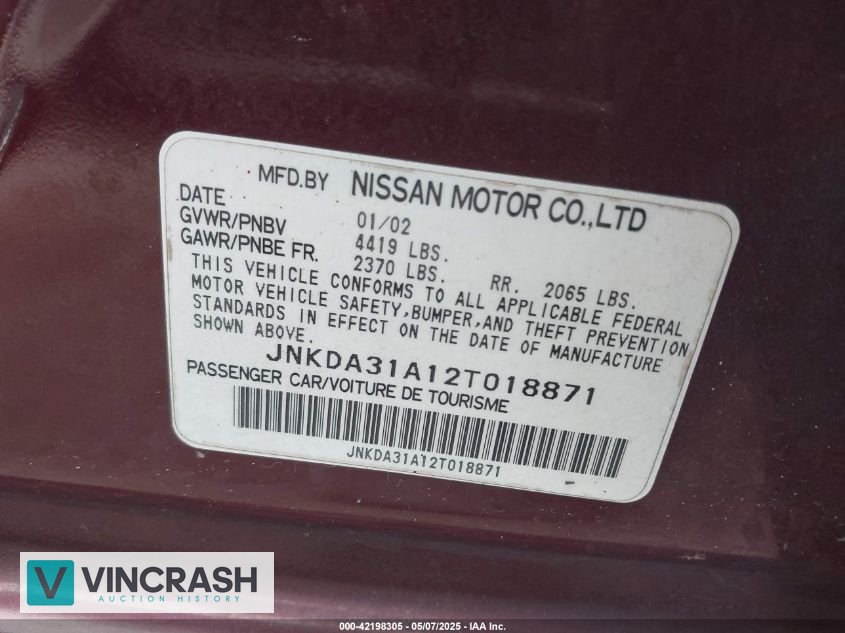 MFD.BY NISSAN MOTOR CO.,LTD
DATE 01/02
GVWR/PNBV 4419 LBS.
GAWR/PNBE FR. 2370 LBS. RR. 2065 LBS.
THIS VEHICLE CONFORMS TO ALL APPLICABLE FEDERAL
MOTOR VEHICLE SAFETY,BUMPER,AND THEFT PREVENTION
STANDARDS IN EFFECT ON THE DATE OF MANUFACTURE
SHOWN ABOVE.
JNKDA31A12T018871
PASSENGER CAR/VOITURE DE TOURISME
JNKDA31A12T018871
V VINCRASH
AUCTION HISTORY
000-42198305 - 05/07/2025 - IAA Inc.